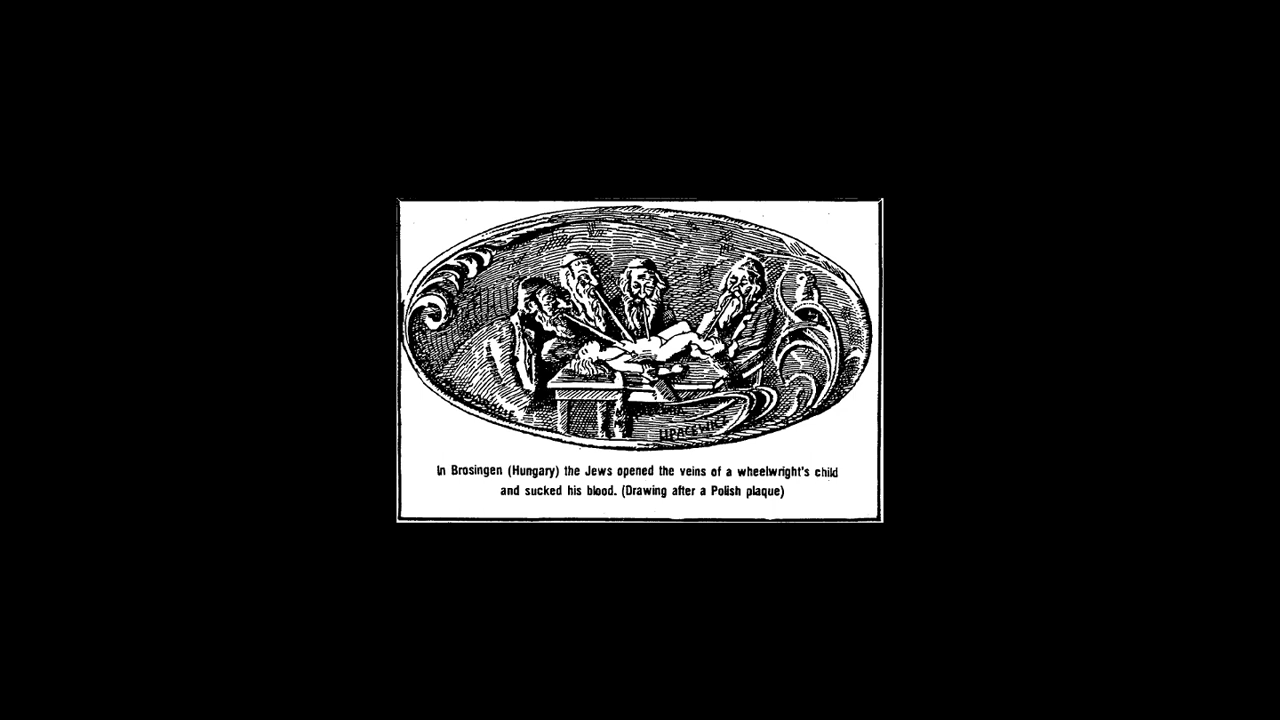 In Brosingen (Hungary) the Jews opened the veins of a wheelwright's child
and sucked his blood. (Drawing after a Polish plaque)